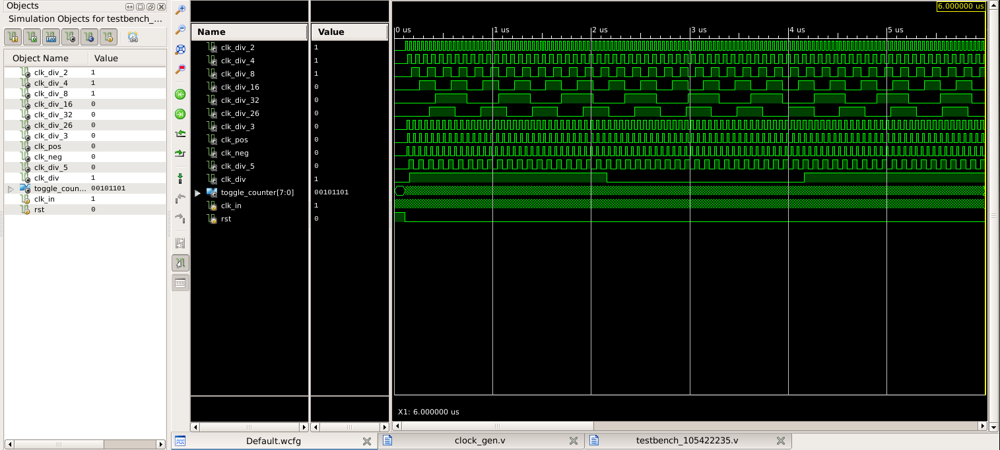 Objects
Simulation Objects for testbench_...
Object Name Value
clk_div_2 1
clk_div_4 1
clk_div_8 1
clk_div_16 0
clk_div_32 0
clk_div_26 0
clk_div_3 0
clk_pos 0
clk_neg 0
clk_div_5 0
clk_div 1
toggle_coun... 00101101
clk_in 1
rst 0
Name Value
clk_div_2 1
clk_div_4 1
clk_div_8 1
clk_div_16 0
clk_div_32 0
clk_div_26 0
clk_div_3 0
clk_pos 0
clk_neg 0
clk_div_5 0
clk_div 1
toggle_counter[7:0] 00101101
clk_in 1
rst 0
6.000000 us
0 us 1 us 2 us 3 us 4 us 5 us
X1: 6.000000 us
Default.wcfg clock_gen.v testbench_105422235.v